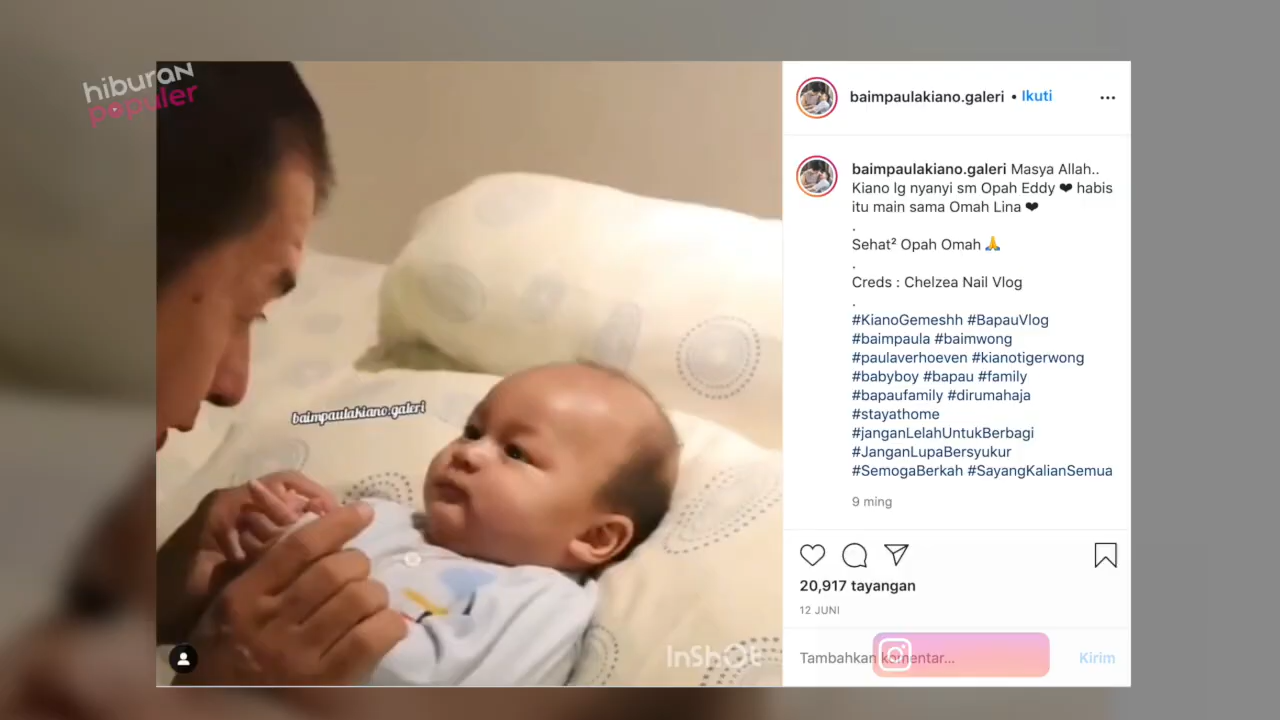 hiburan
populer
baimpaulakiano.galeri • Ikuti
baimpaulakiano.galeri Masya Allah..
Kiano lg nyanyi sm Opah Eddy ❤ habis
itu main sama Omah Lina ❤
.
Sehat² Opah Omah 🙏
.
Creds : Chelzea Nail Vlog
.
#KianoGemeshh #BapauVlog
#baimpaula #baimwong
#paulaverhoeven #kianotigerwong
#babyboy #bapau #family
#bapaufamily #dirumahaja
#stayathome
#janganLelahUntukBerbagi
#JanganLupaBersyukur
#SemogaBerkah #SayangKalianSemua
9 ming
baimpaulakiano.galeri
20,917 tayangan
12 JUNI
InShOt
Tambahkan komentar... Kirim